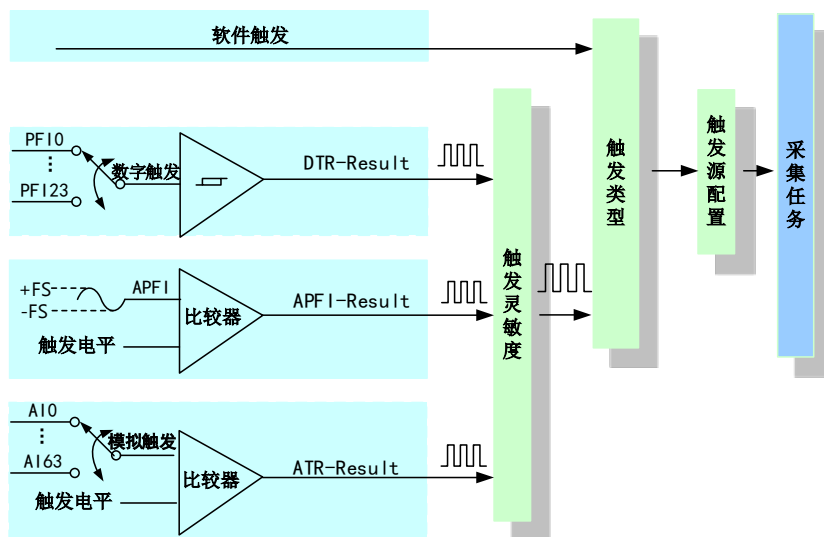 软件触发
PFI0
⋮
PFI23
数字触发
DTR-Result
+FS
-FS
APFI
触发电平
比较器
APFI-Result
AI0
⋮
AI63
模拟触发
触发电平
比较器
ATR-Result
触发灵敏度
触发类型
触发源配置
采集任务